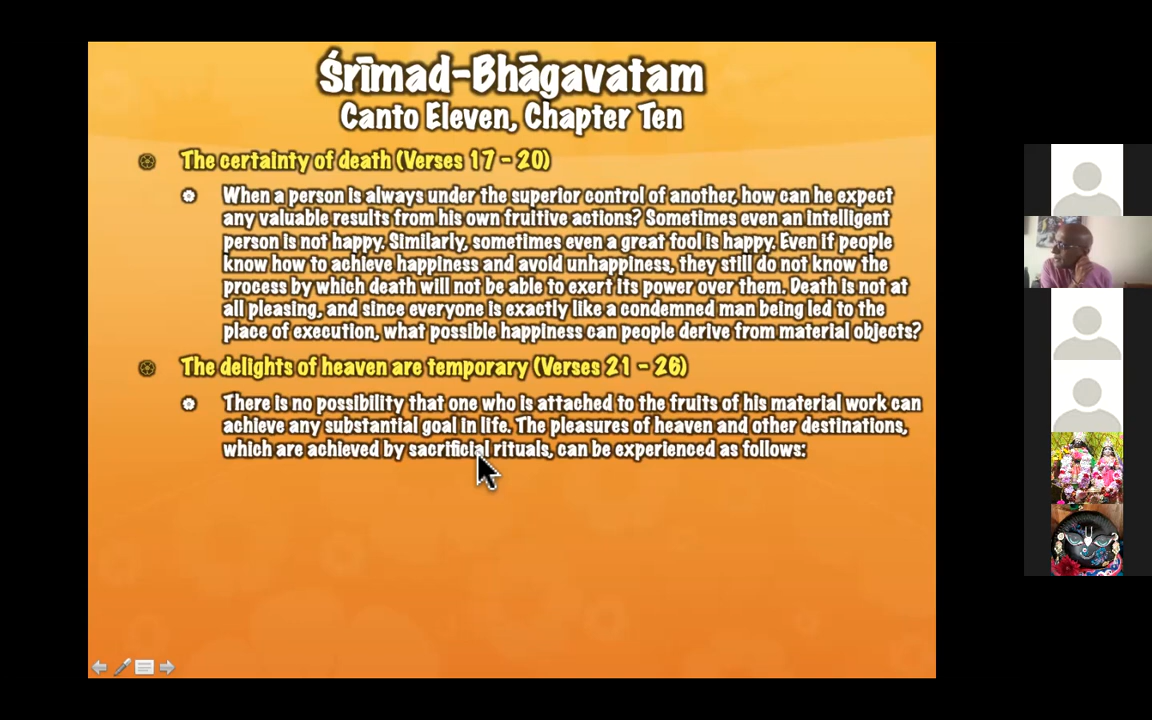 Śrīmad-Bhāgavatam
Canto Eleven, Chapter Ten
The certainty of death (Verses 17 - 20)
When a person is always under the superior control of another, how can he expect
any valuable results from his own fruitive actions? Sometimes even an intelligent
person is not happy. Similarly, sometimes even a great fool is happy. Even if people
know how to achieve happiness and avoid unhappiness, they still do not know the
process by which death will not be able to exert its power over them. Death is not at
all pleasing, and since everyone is exactly like a condemned man being led to the
place of execution, what possible happiness can people derive from material objects?
The delights of heaven are temporary (Verses 21 - 26)
There is no possibility that one who is attached to the fruits of his material work can
achieve any substantial goal in life. The pleasures of heaven and other destinations,
which are achieved by sacrificial rituals, can be experienced as follows: